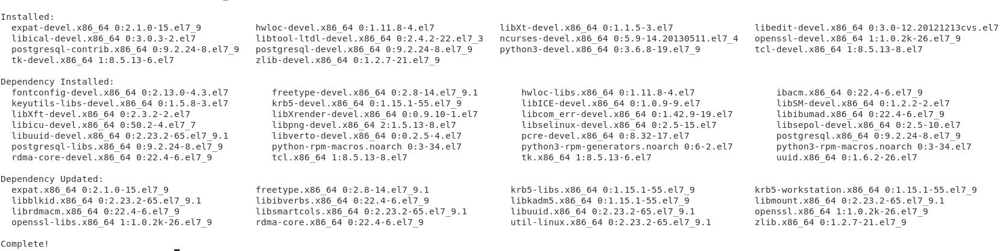 Installed:
expat-devel.x86_64 0:2.1.0-15.el7_9 hwloc-devel.x86_64 0:1.11.8-4.el7 libXt-devel.x86_64 0:1.1.5-3.el7 libedit-devel.x86_64 0:3.0-12.20121213cvs.el7
libical-devel.x86_64 0:3.0.3-2.el7 libtool-ltdl-devel.x86_64 0:2.4.2-22.el7_3 ncurses-devel.x86_64 0:5.9-14.20130511.el7_4 openssl-devel.x86_64 1:1.0.2k-26.el7_9
postgresql-contrib.x86_64 0:9.2.24-8.el7_9 postgresql-devel.x86_64 0:9.2.24-8.el7_9 python3-devel.x86_64 0:3.6.8-19.el7_9 tcl-devel.x86_64 1:8.5.13-8.el7
tk-devel.x86_64 1:8.5.13-6.el7 zlib-devel.x86_64 0:1.2.7-21.el7_9
Dependency Installed:
fontconfig-devel.x86_64 0:2.13.0-4.3.el7 freetype-devel.x86_64 0:2.8-14.el7_9.1 hwloc-libs.x86_64 0:1.11.8-4.el7 ibacm.x86_64 0:22.4-6.el7_9
keyutils-libs-devel.x86_64 0:1.5.8-3.el7 krb5-devel.x86_64 0:1.15.1-55.el7_9 libICE-devel.x86_64 0:1.0.9-9.el7 libSM-devel.x86_64 0:1.2.2-2.el7
libXft-devel.x86_64 0:2.3.2-2.el7 libXrender-devel.x86_64 0:0.9.10-1.el7 libcom_err-devel.x86_64 0:1.42.9-19.el7 libibumad.x86_64 0:22.4-6.el7_9
libicu-devel.x86_64 0:50.2-4.el7_7 libpng-devel.x86_64 2:1.5.13-8.el7 libselinux-devel.x86_64 0:2.5-15.el7 libsepol-devel.x86_64 0:2.5-10.el7
libuuid-devel.x86_64 0:2.23.2-65.el7_9.1 libverto-devel.x86_64 0:0.2.5-4.el7 pcre-devel.x86_64 0:8.32-17.el7 postgresql.x86_64 0:9.2.24-8.el7_9
postgresql-libs.x86_64 0:9.2.24-8.el7_9 python-rpm-macros.noarch 0:3-34.el7 python3-rpm-generators.noarch 0:6-2.el7 python3-rpm-macros.noarch 0:3-34.el7
rdma-core-devel.x86_64 0:22.4-6.el7_9 tcl.x86_64 1:8.5.13-8.el7 tk.x86_64 1:8.5.13-6.el7 uuid.x86_64 0:1.6.2-26.el7
Dependency Updated:
expat.x86_64 0:2.1.0-15.el7_9 freetype.x86_64 0:2.8-14.el7_9.1 krb5-libs.x86_64 0:1.15.1-55.el7_9 krb5-workstation.x86_64 0:1.15.1-55.el7_9
libblkid.x86_64 0:2.23.2-65.el7_9.1 libibverbs.x86_64 0:22.4-6.el7_9 libkadm5.x86_64 0:1.15.1-55.el7_9 libmount.x86_64 0:2.23.2-65.el7_9.1
librdmacm.x86_64 0:22.4-6.el7_9 libsmartcols.x86_64 0:2.23.2-65.el7_9.1 libuuid.x86_64 0:2.23.2-65.el7_9.1 openssl.x86_64 1:1.0.2k-26.el7_9
openssl-libs.x86_64 1:1.0.2k-26.el7_9 rdma-core.x86_64 0:22.4-6.el7_9 util-linux.x86_64 0:2.23.2-65.el7_9.1 zlib.x86_64 0:1.2.7-21.el7_9
Complete!